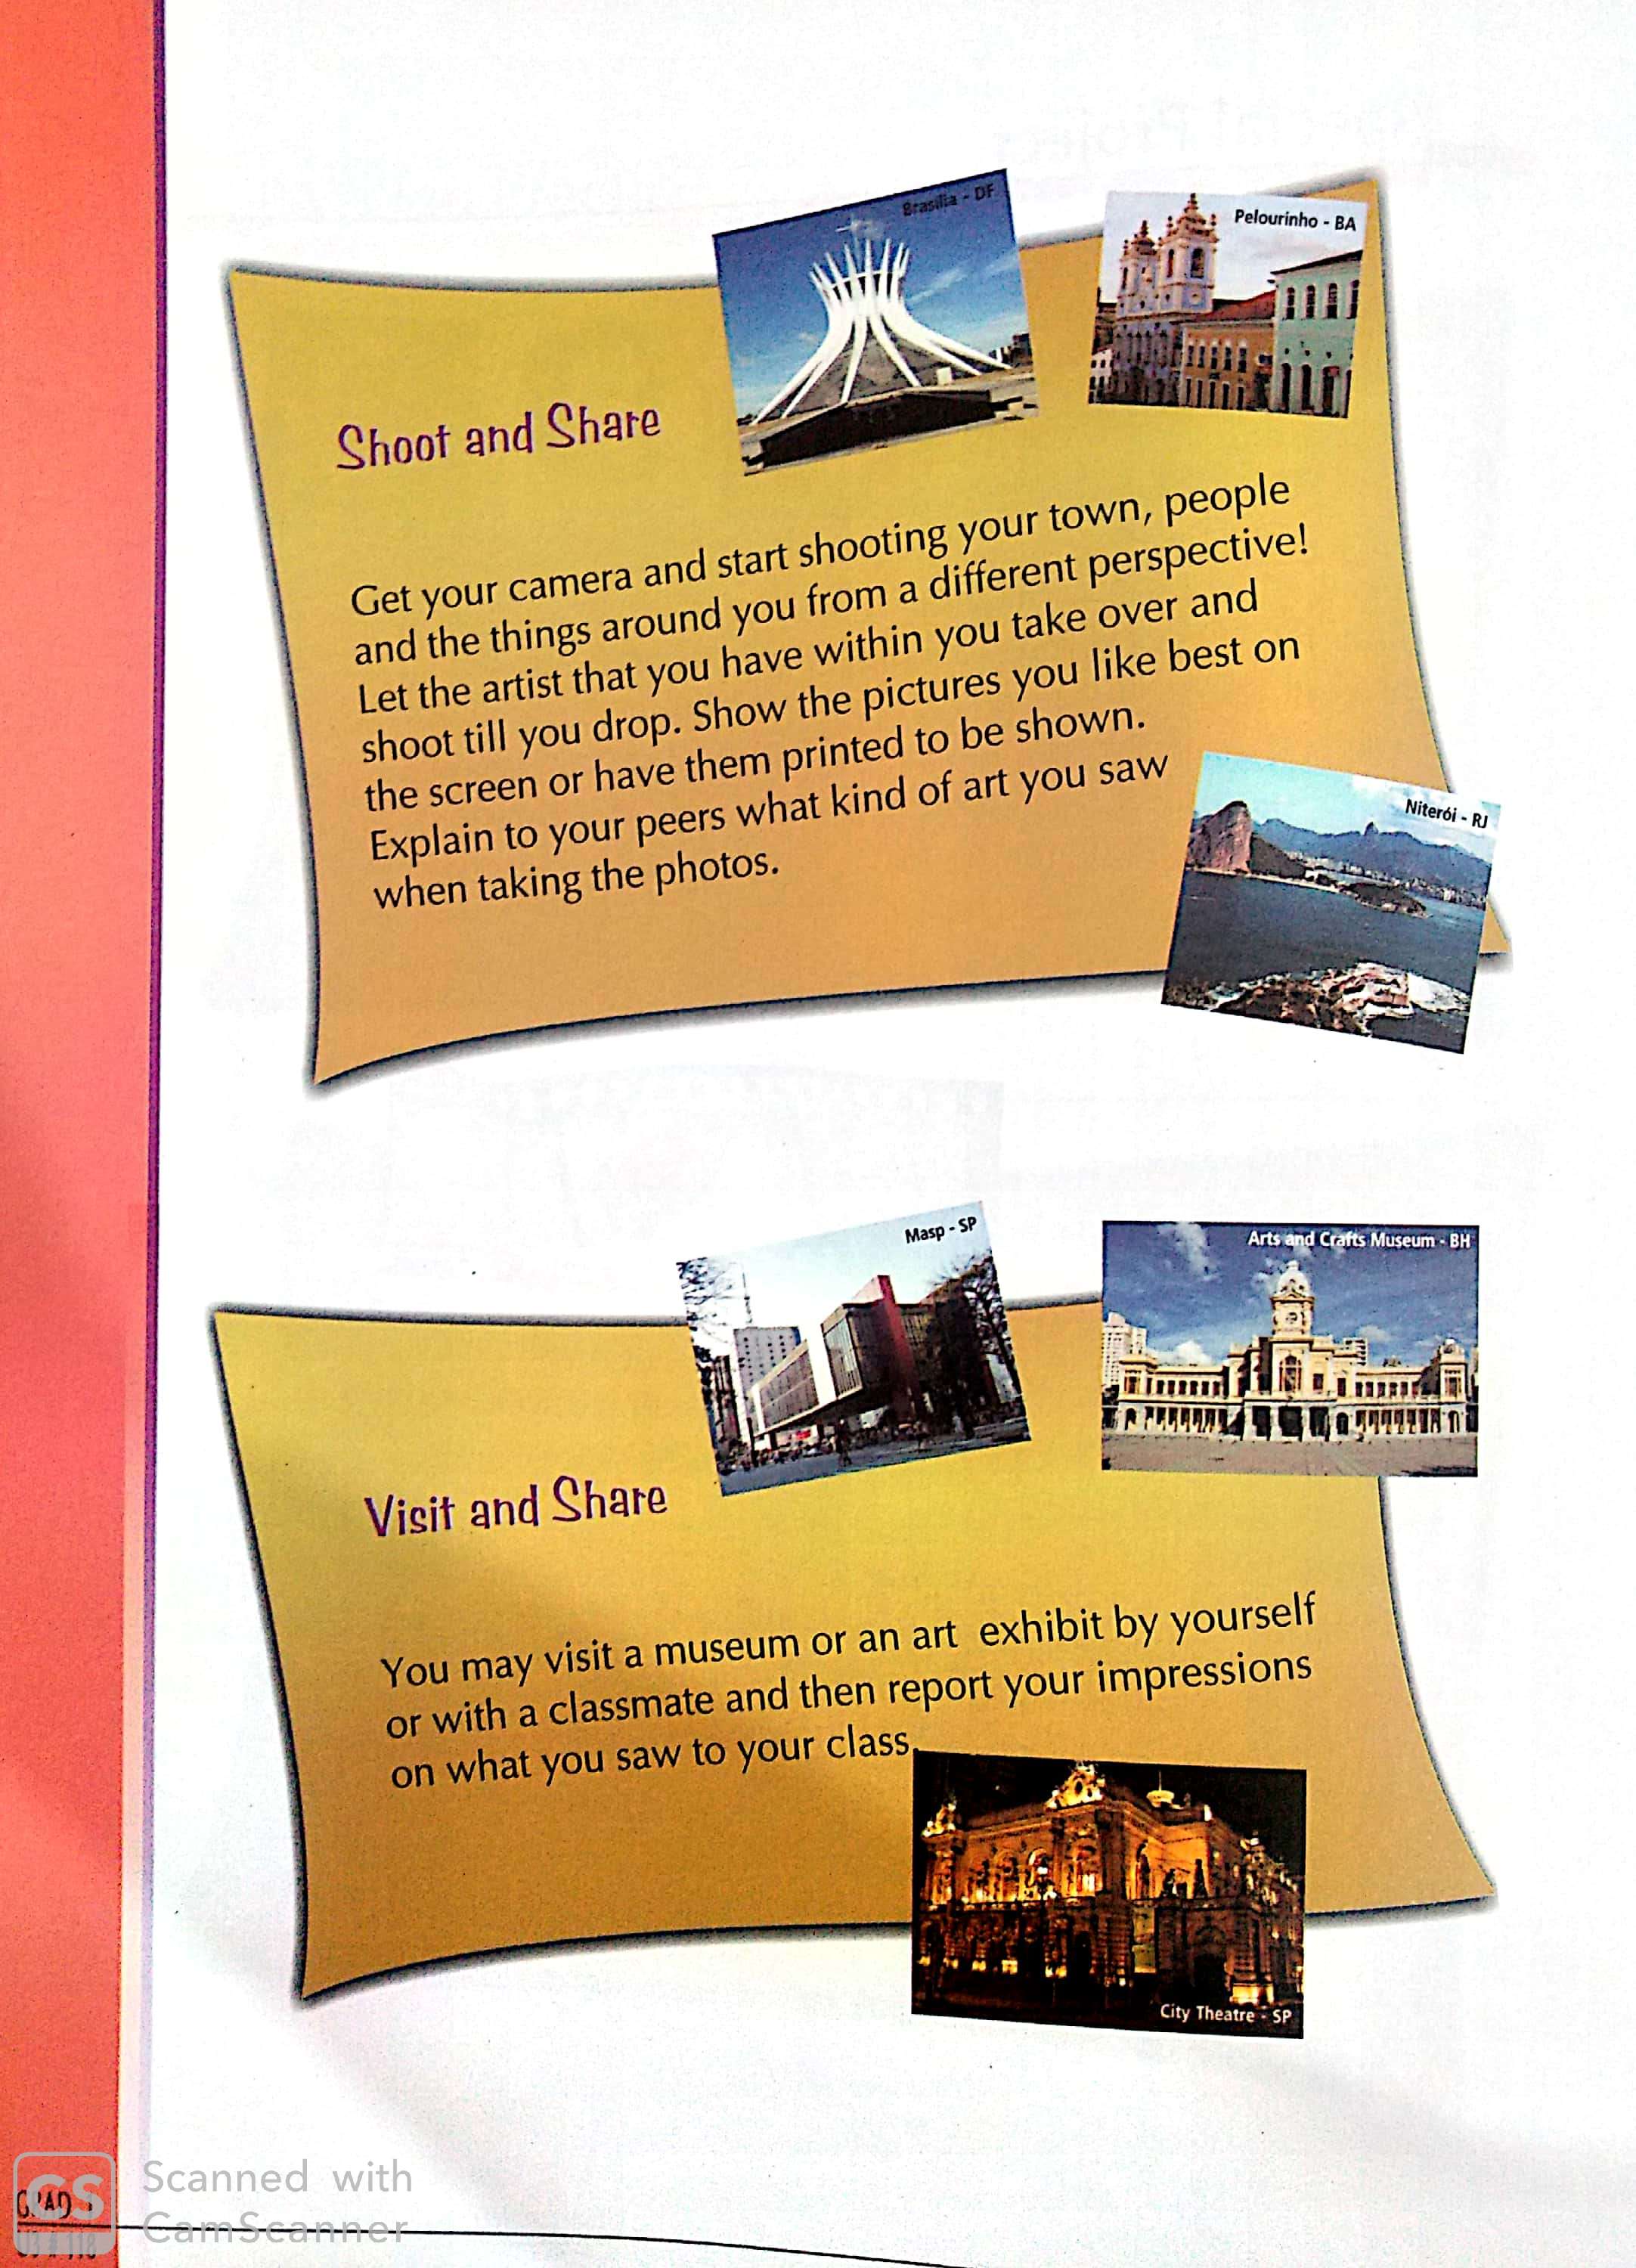 Brasília - DF
Pelourinho - BA
Shoot and Share
Get your camera and start shooting your town, people
and the things around you from a different perspective!
Let the artist that you have within you take over and
shoot till you drop. Show the pictures you like best on
the screen or have them printed to be shown.
Explain to your peers what kind of art you saw
when taking the photos.
Niterói - RJ
Masp - SP
Arts and Crafts Museum - BH
Visit and Share
You may visit a museum or an art exhibit by yourself
or with a classmate and then report your impressions
on what you saw to your class.
City Theatre - SP
CS
Scanned with
CamScanner